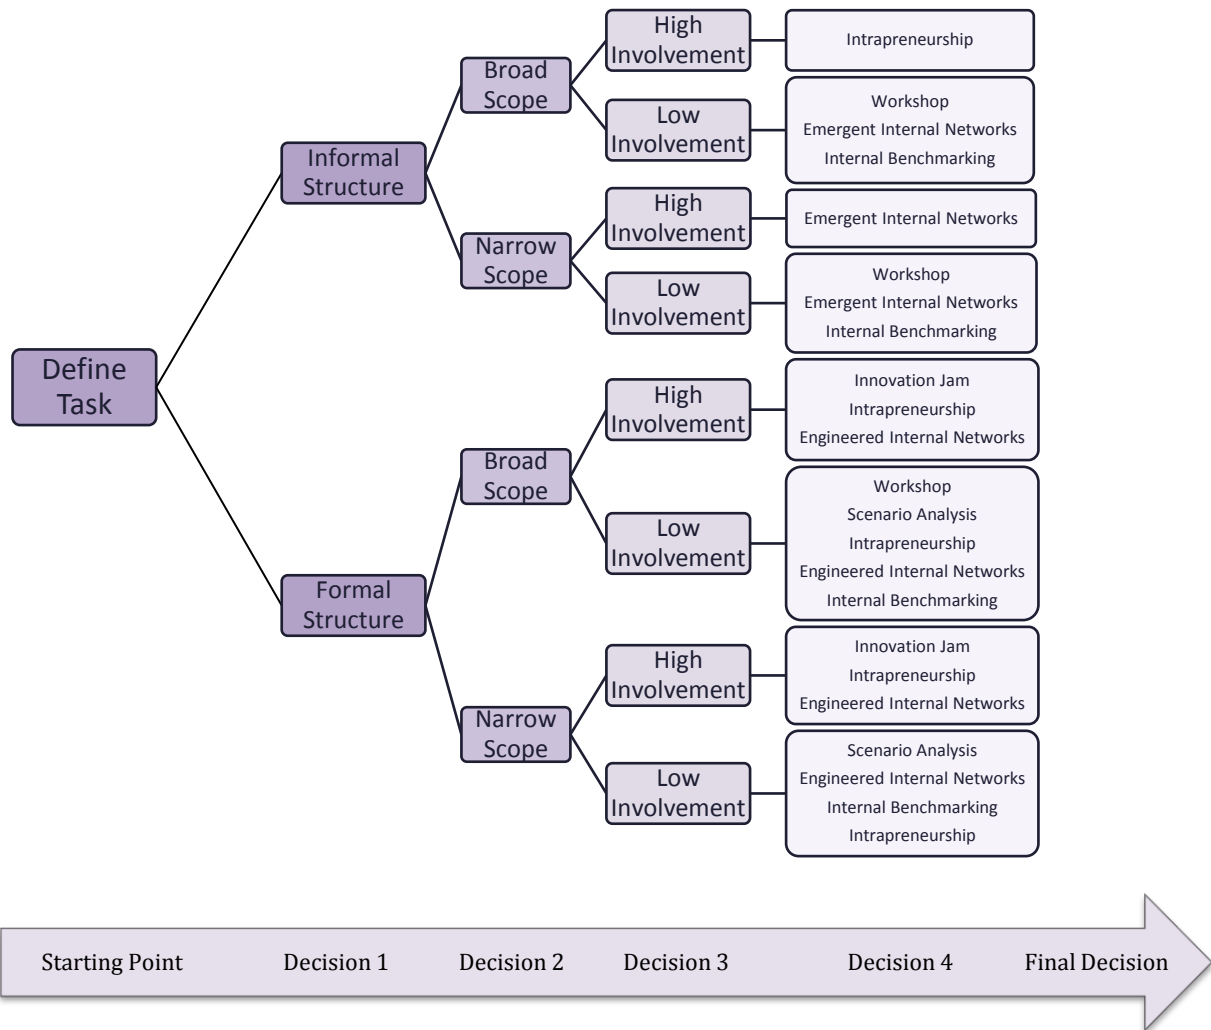 Define
Task
Informal
Structure
Broad
Scope
High
Involvement
Intrapreneurship
Low
Involvement
Workshop
Emergent Internal Networks
Internal Benchmarking
Narrow
Scope
High
Involvement
Emergent Internal Networks
Low
Involvement
Workshop
Emergent Internal Networks
Internal Benchmarking
Formal
Structure
Broad
Scope
High
Involvement
Innovation Jam
Intrapreneurship
Engineered Internal Networks
Low
Involvement
Workshop
Scenario Analysis
Intrapreneurship
Engineered Internal Networks
Internal Benchmarking
Narrow
Scope
High
Involvement
Innovation Jam
Intrapreneurship
Engineered Internal Networks
Low
Involvement
Scenario Analysis
Engineered Internal Networks
Internal Benchmarking
Intrapreneurship
Starting Point
Decision 1
Decision 2
Decision 3
Decision 4
Final Decision